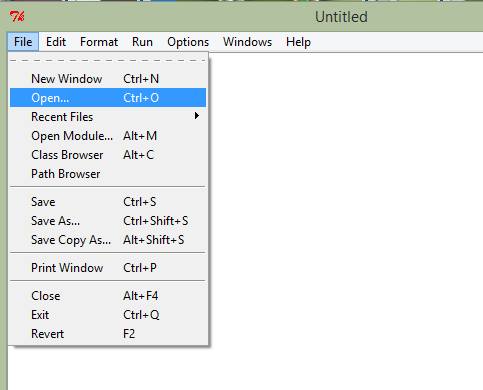 Untitled
File Edit Format Run Options Windows Help
New Window Ctrl+N
Open... Ctrl+O
Recent Files
Open Module... Alt+M
Class Browser Alt+C
Path Browser
Save Ctrl+S
Save As... Ctrl+Shift+S
Save Copy As... Alt+Shift+S
Print Window Ctrl+P
Close Alt+F4
Exit Ctrl+Q
Revert F2